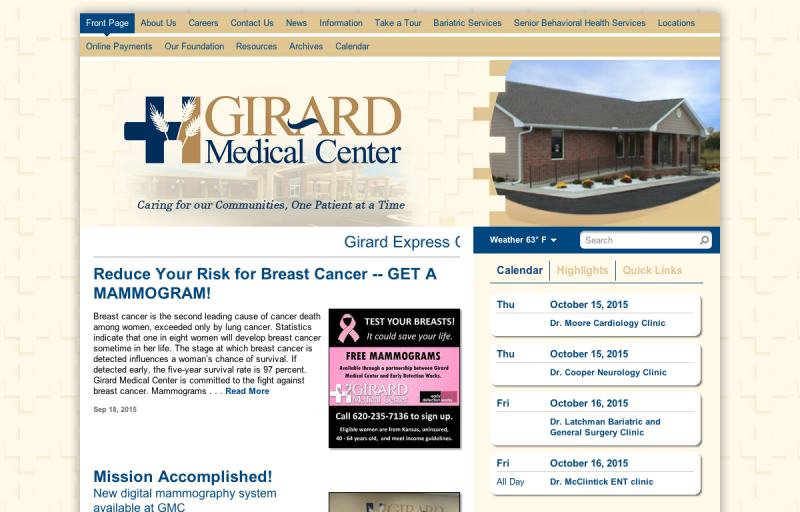 Front Page About Us Careers Contact Us News Information Take a Tour Bariatric Services Senior Behavioral Health Services Locations
Online Payments Our Foundation Resources Archives Calendar
GIRARD
Medical Center
Caring for our Communities, One Patient at a Time
Girard Express
Weather 63° F
Search
Calendar Highlights Quick Links
Reduce Your Risk for Breast Cancer -- GET A
MAMMOGRAM!
Breast cancer is the second leading cause of cancer death
among women, exceeded only by lung cancer. Statistics
indicate that one in eight women will develop breast cancer
sometime in her life. The stage at which breast cancer is
detected influences a woman's chance of survival. If
detected early, the five-year survival rate is 97 percent.
Girard Medical Center is committed to the fight against
breast cancer. Mammograms . . . Read More
Sep 18, 2015
TEST YOUR BREASTS!
It could save your life.
FREE MAMMOGRAMS
Available through a partnership between Girard
Medical Center and Early Detection Works.
GIRARD
Medical Center
early
detection works
Call 620-235-7136 to sign up.
Eligible women are from Kansas, uninsured,
40 - 64 years old, and meet income guidelines.
Mission Accomplished!
New digital mammography system
available at GMC
Thu October 15, 2015
Dr. Moore Cardiology Clinic
Thu October 15, 2015
Dr. Cooper Neurology Clinic
Fri October 16, 2015
Dr. Latchman Bariatric and
General Surgery Clinic
Fri October 16, 2015
All Day Dr. McClintick ENT clinic